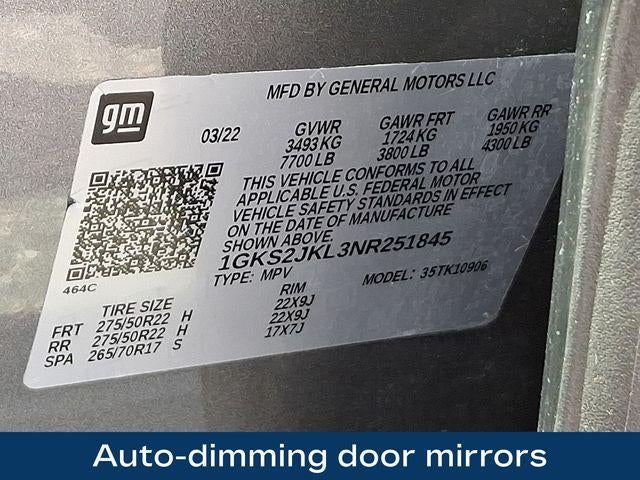 gm
MFD BY GENERAL MOTORS LLC
03/22 GVWR GAWR FRT GAWR RR
3493 KG 1724 KG 1950 KG
7700 LB 3800 LB 4300 LB
THIS VEHICLE CONFORMS TO ALL
APPLICABLE U.S. FEDERAL MOTOR
VEHICLE SAFETY STANDARDS IN EFFECT
ON THE DATE OF MANUFACTURE
SHOWN ABOVE.
1GKS2JKL3NR251845
TYPE: MPV MODEL: 35TK10906
464C
TIRE SIZE RIM
FRT 275/50R22 H 22X9J
RR 275/50R22 H 22X9J
SPA 265/70R17 S 17X7J
Auto-dimming door mirrors